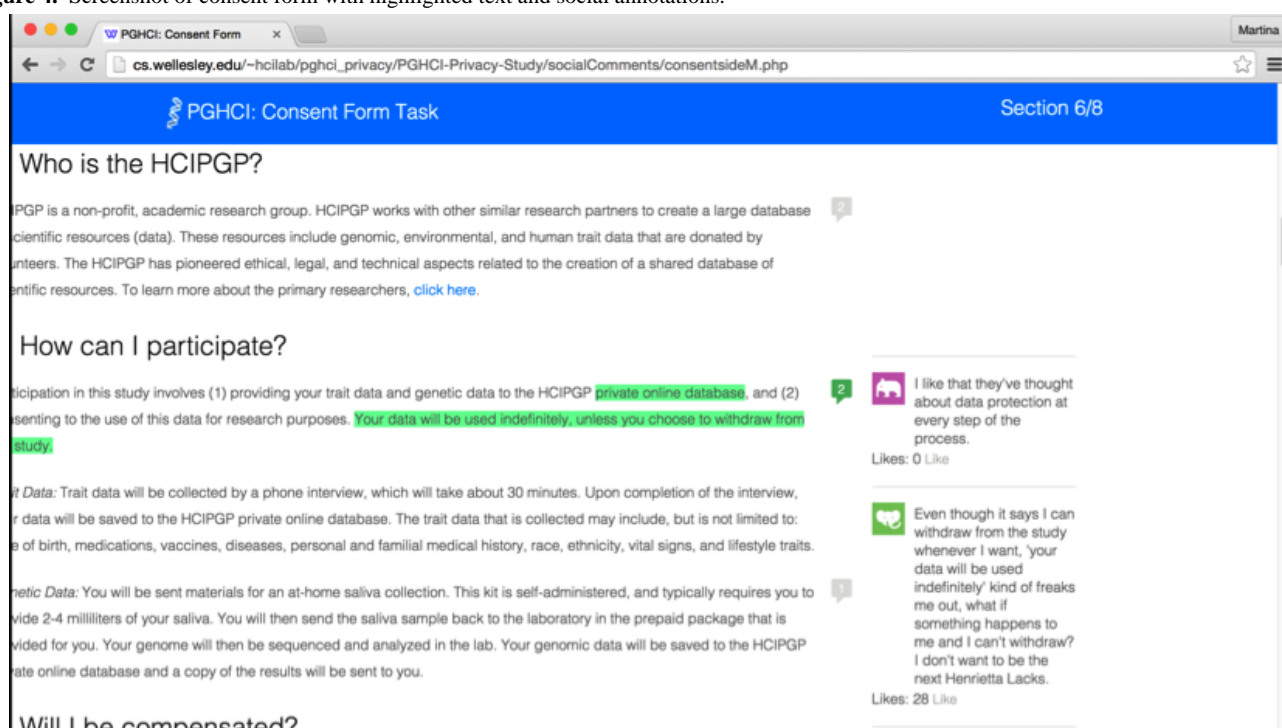 Figure 4. Screenshot of consent form with highlighted text and social annotations.
PGHCI: Consent Form
Martina
cs.wellesley.edu/~hcilab/pghci_privacy/PGHCI-Privacy-Study/socialComments/consentsideM.php
PGHCI: Consent Form Task
Section 6/8
Who is the HCIPGP?
IPGP is a non-profit, academic research group. HCIPGP works with other similar research partners to create a large database
cientific resources (data). These resources include genomic, environmental, and human trait data that are donated by
unteers. The HCIPGP has pioneered ethical, legal, and technical aspects related to the creation of a shared database of
entific resources. To learn more about the primary researchers, click here.
2
How can I participate?
ticipation in this study involves (1) providing your trait data and genetic data to the HCIPGP private online database, and (2)
senting to the use of this data for research purposes. Your data will be used indefinitely, unless you choose to withdraw from
study.
2
it Data: Trait data will be collected by a phone interview, which will take about 30 minutes. Upon completion of the interview,
r data will be saved to the HCIPGP private online database. The trait data that is collected may include, but is not limited to:
e of birth, medications, vaccines, diseases, personal and familial medical history, race, ethnicity, vital signs, and lifestyle traits.
netic Data: You will be sent materials for an at-home saliva collection. This kit is self-administered, and typically requires you to
vide 2-4 milliliters of your saliva. You will then send the saliva sample back to the laboratory in the prepaid package that is
vided for you. Your genome will then be sequenced and analyzed in the lab. Your genomic data will be saved to the HCIPGP
ate online database and a copy of the results will be sent to you.
1
Will I be compensated?
I like that they've thought
about data protection at
every step of the
process.
Likes: 0 Like
Even though it says I can
withdraw from the study
whenever I want, 'your
data will be used
indefinitely' kind of freaks
me out, what if
something happens to
me and I can't withdraw?
I don't want to be the
next Henrietta Lacks.
Likes: 28 Like